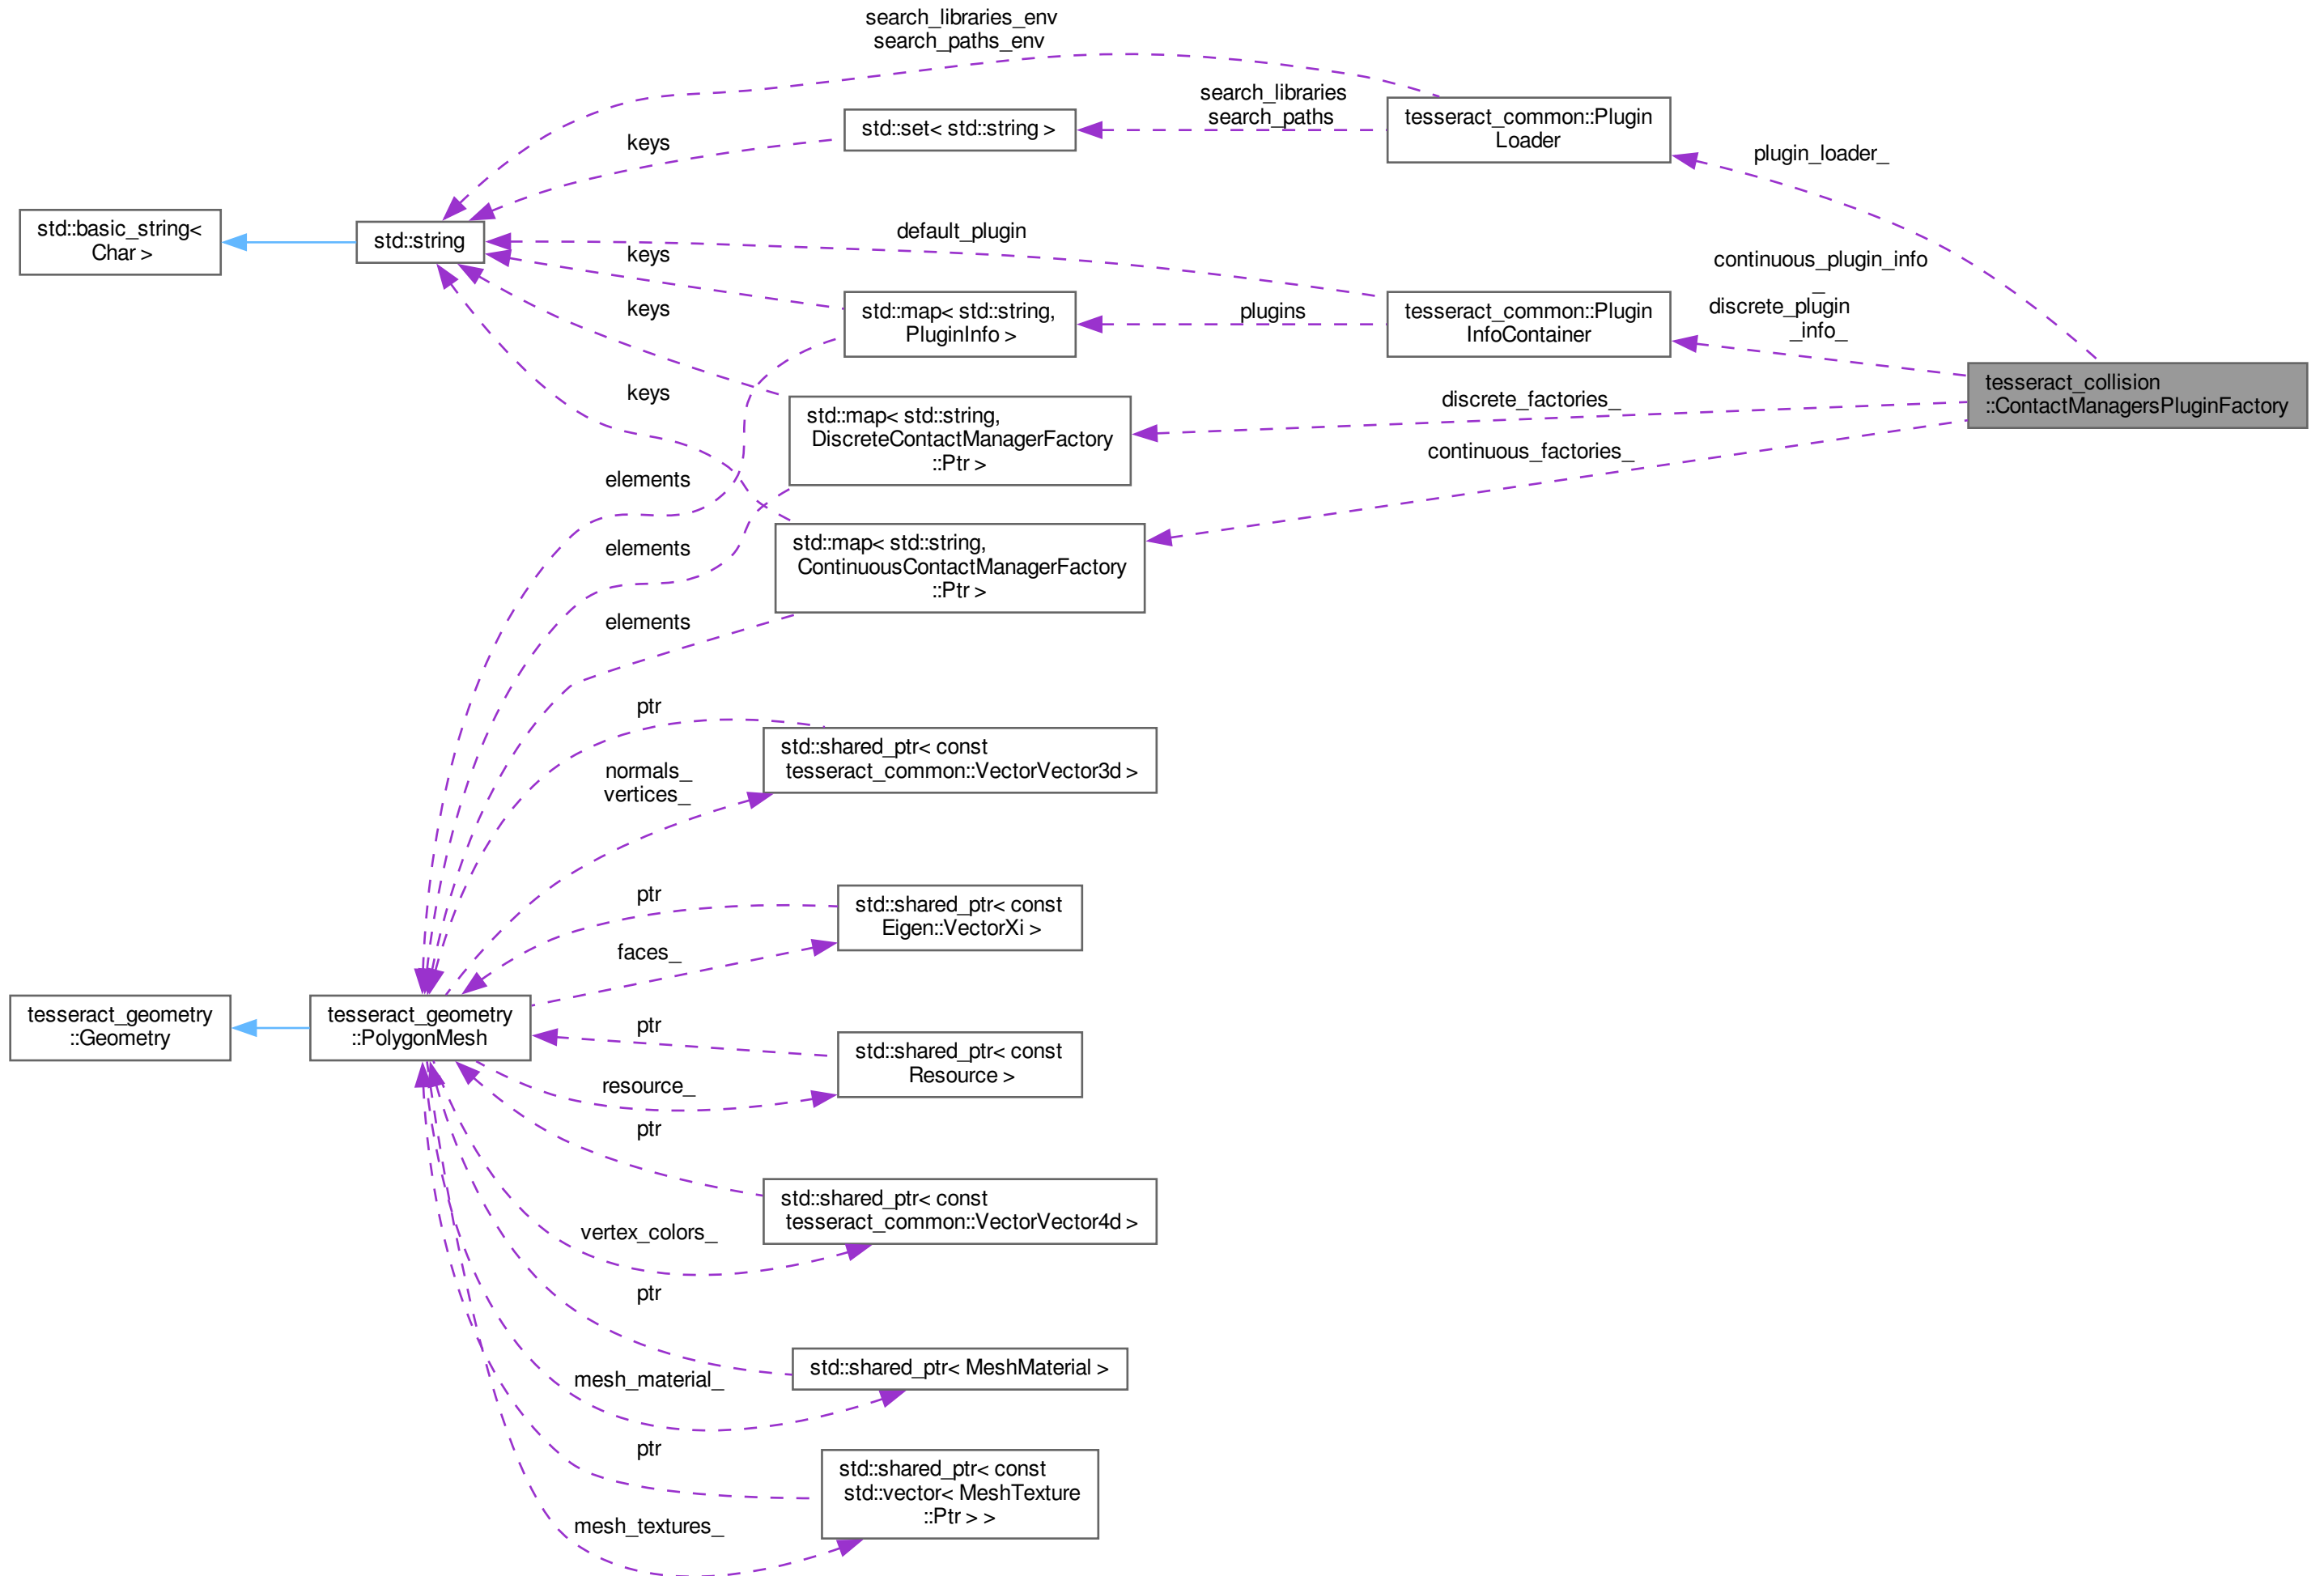 search_libraries_env
search_paths_env
search_libraries
search_paths
tesseract_common::Plugin
Loader
std::set< std::string >
keys
plugin_loader_
std::basic_string<
Char >
std::string
default_plugin
keys
continuous_plugin_info
_
discrete_plugin
_info_
std::map< std::string,
PluginInfo >
plugins
tesseract_common::Plugin
InfoContainer
keys
tesseract_collision
::ContactManagersPluginFactory
keys
std::map< std::string,
DiscreteContactManagerFactory
::Ptr >
discrete_factories_
continuous_factories_
elements
elements
std::map< std::string,
ContinuousContactManagerFactory
::Ptr >
elements
ptr
std::shared_ptr< const
tesseract_common::VectorVector3d >
normals_
vertices_
ptr
std::shared_ptr< const
Eigen::VectorXi >
faces_
tesseract_geometry
::Geometry
tesseract_geometry
::PolygonMesh
ptr
std::shared_ptr< const
Resource >
resource_
ptr
std::shared_ptr< const
tesseract_common::VectorVector4d >
vertex_colors_
ptr
std::shared_ptr< MeshMaterial >
mesh_material_
ptr
std::shared_ptr< const
std::vector< MeshTexture
::Ptr > >
mesh_textures_